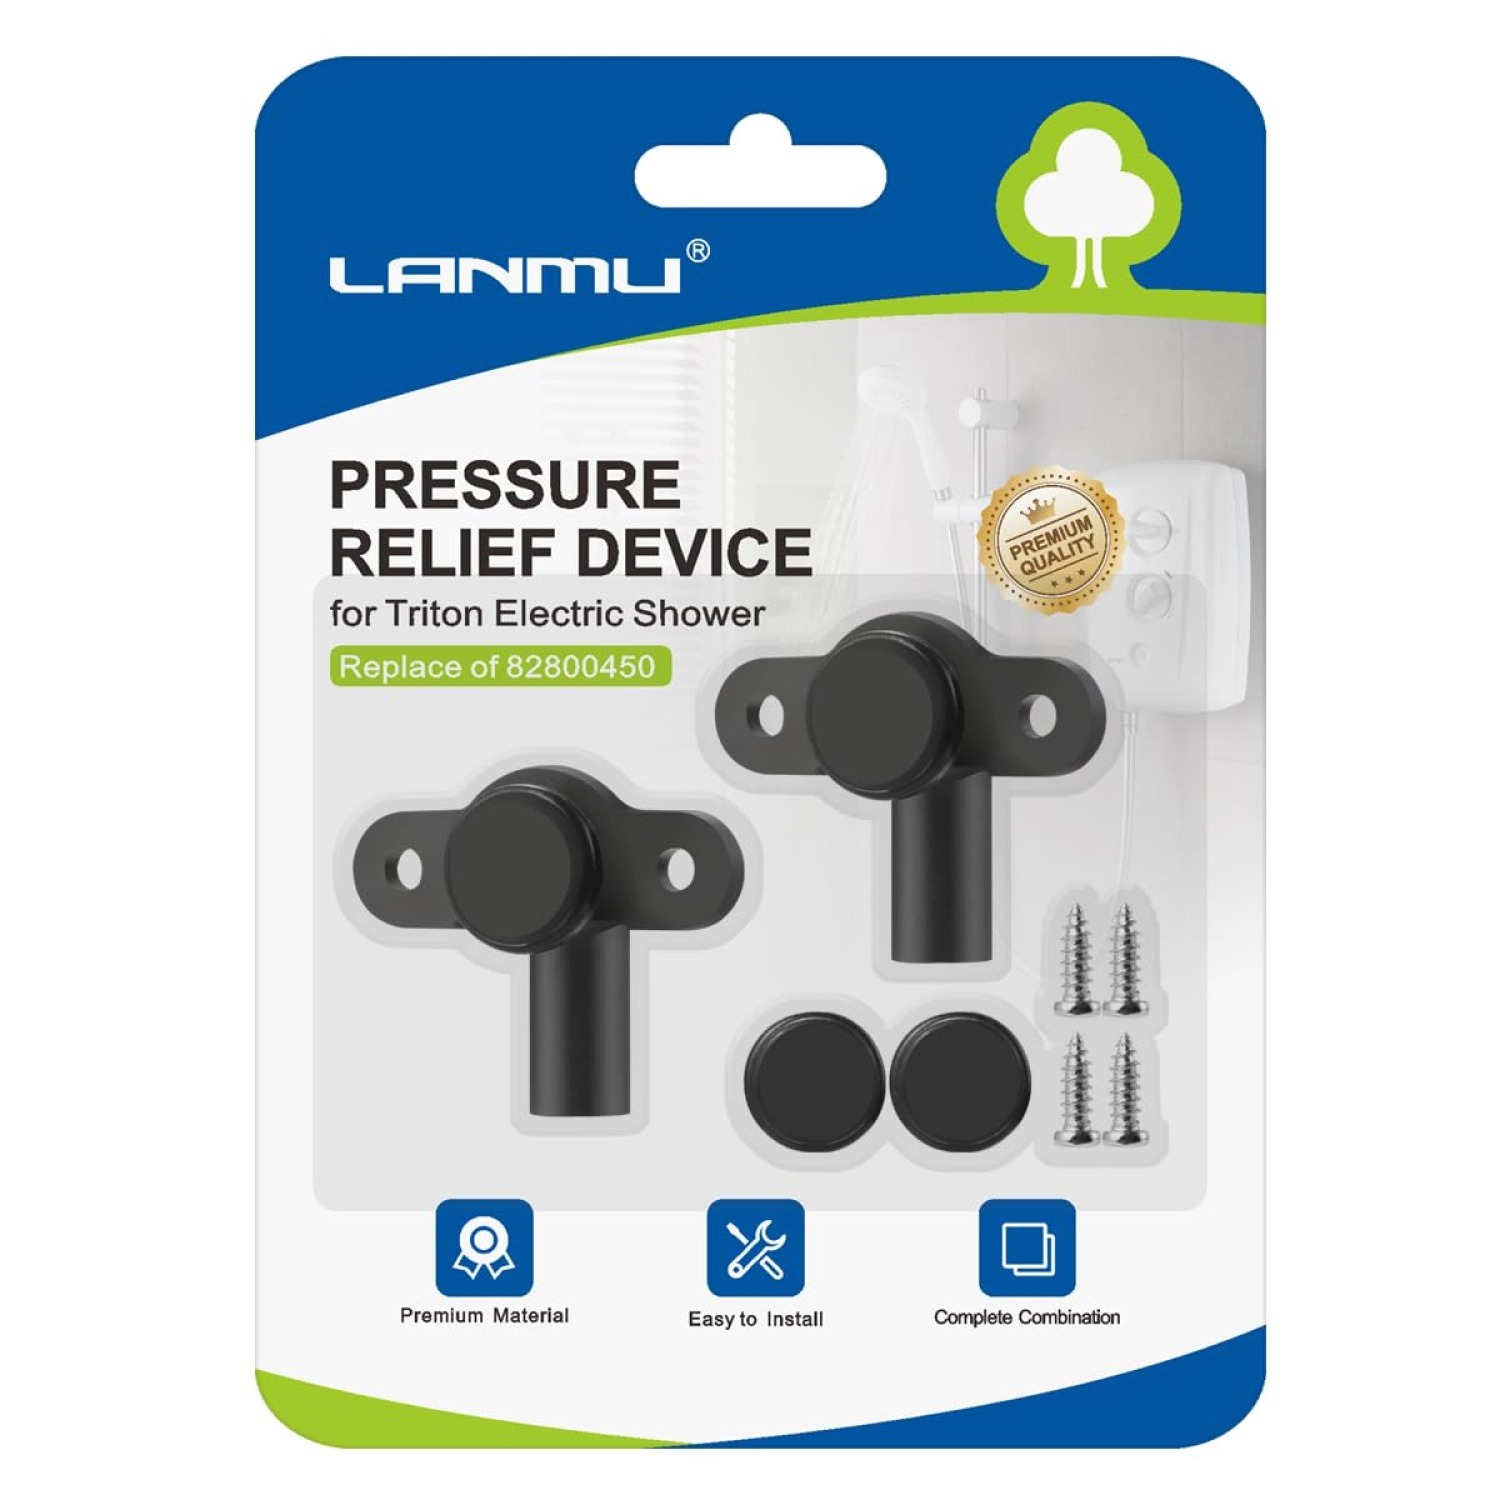 LANMU®
PRESSURE
RELIEF DEVICE
for Triton Electric Shower
Replace of 82800450
PREMIUM
QUALITY
Premium Material
Easy to Install
Complete Combination